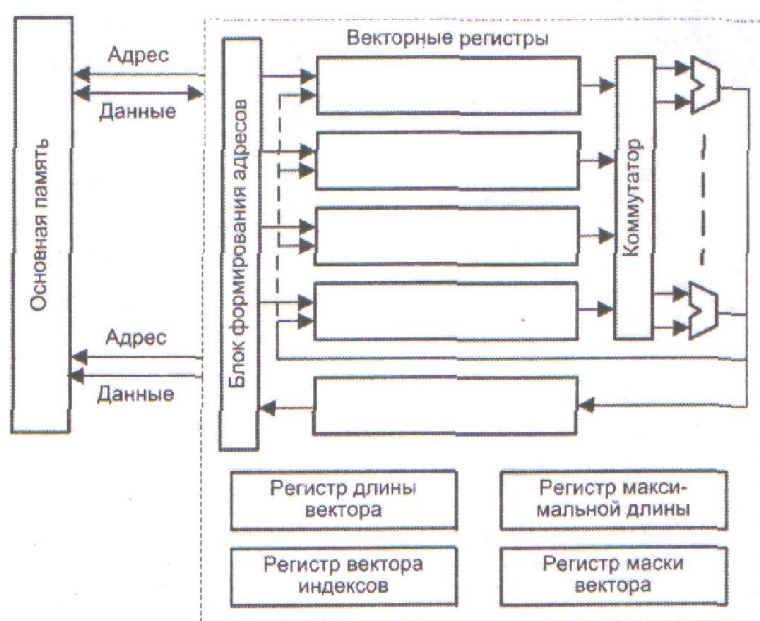 Основная память
Адрес
Данные
Адрес
Данные
Блок формирования адресов
Векторные регистры
Коммутатор
Регистр длины
вектора
Регистр макси-
мальной длины
Регистр вектора
индексов
Регистр маски
вектора